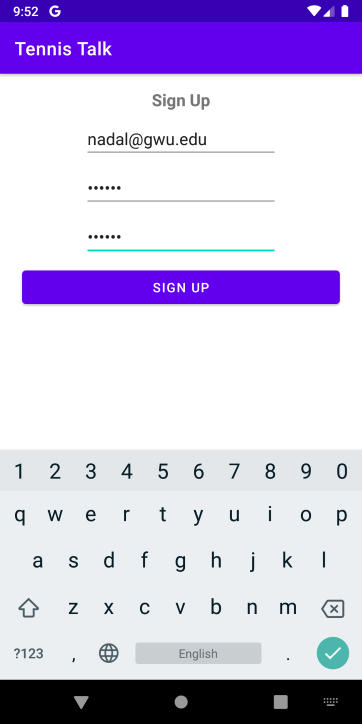 9:52 G
Tennis Talk
Sign Up
nadal@gwu.edu
••••••
••••••
SIGN UP
1 2 3 4 5 6 7 8 9 0
q w e r t y u i o p
a s d f g h j k l
z x c v b n m
?123 , English .